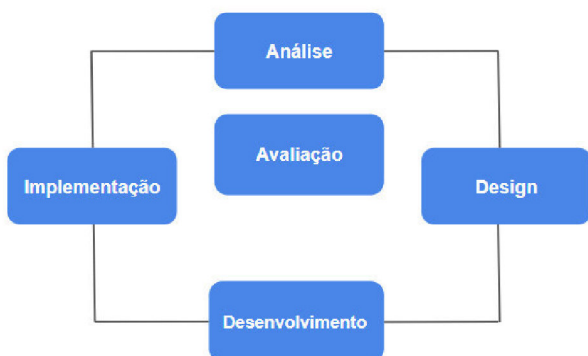 Análise
Avaliação
Implementação
Design
Desenvolvimento